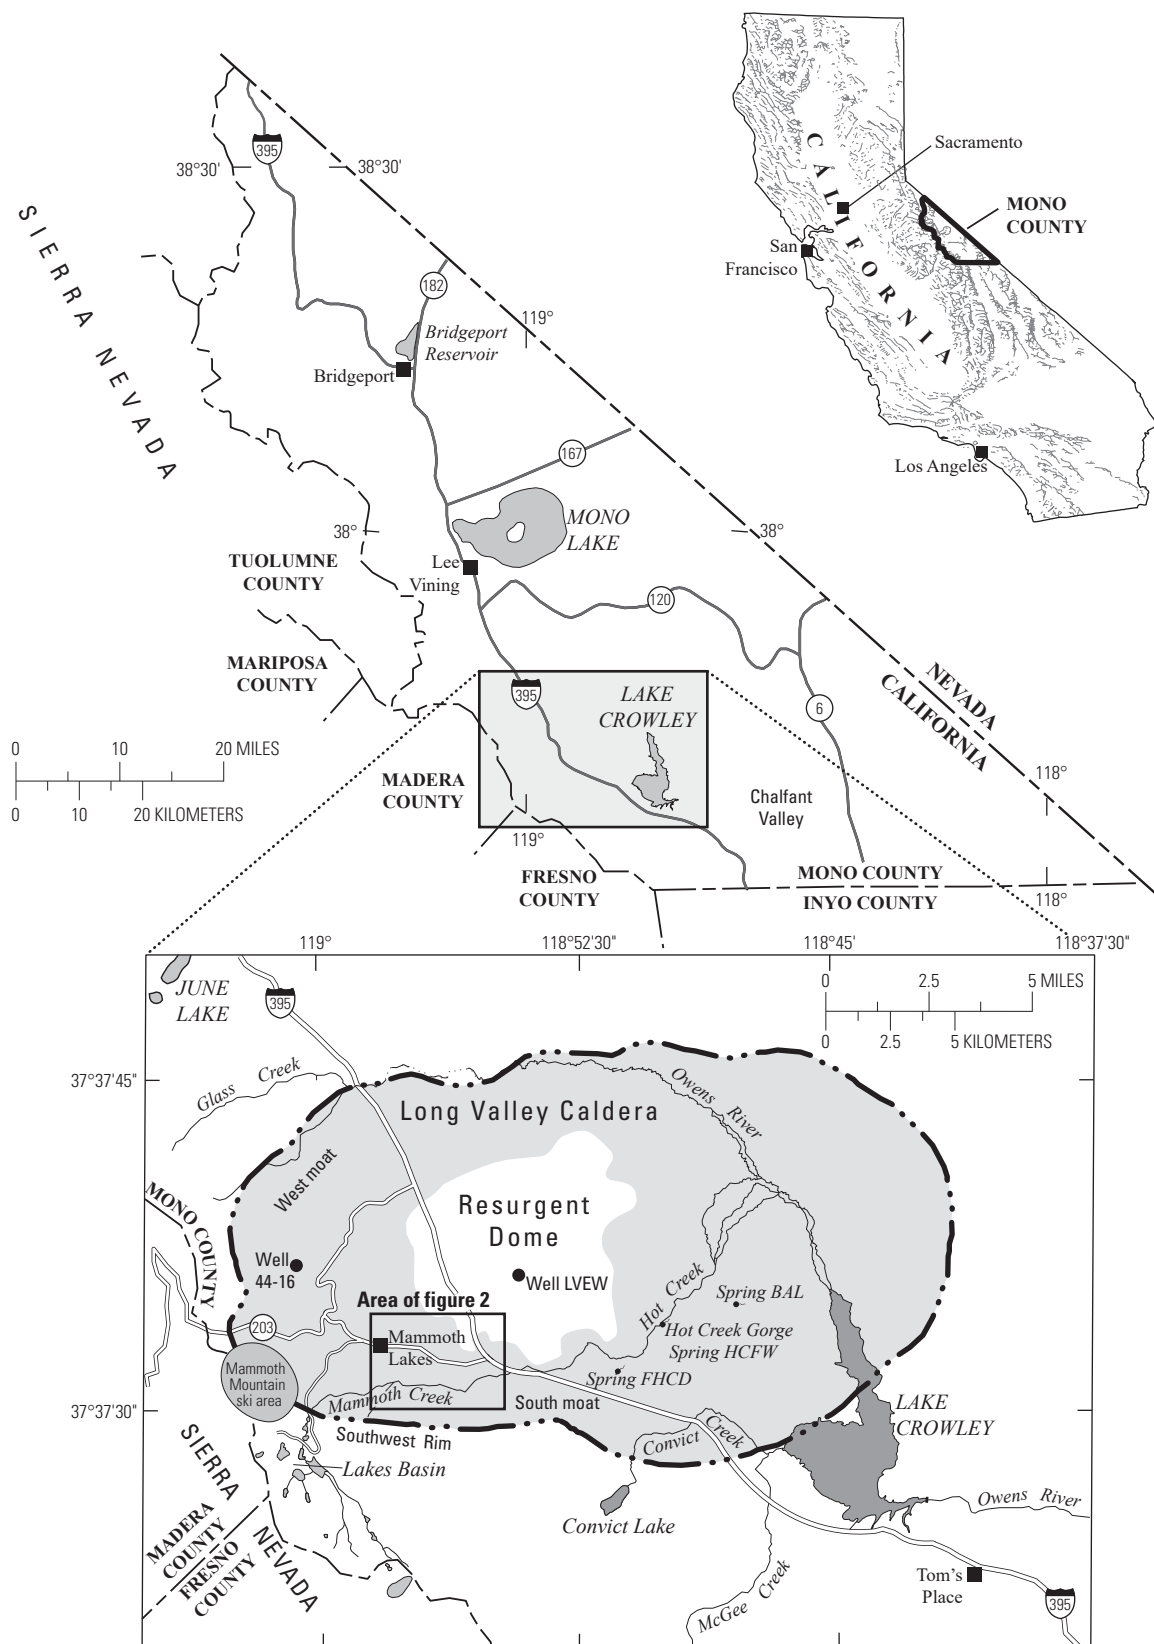 CALIFORNIA
Sacramento
MONO
COUNTY
San
Francisco
Los Angeles
395
38°30'
38°30'
SIERRA NEVADA
182
119°
Bridgeport
Reservoir
Bridgeport
167
MONO
LAKE
38°
38°
Lee
Vining
TUOLUMNE
COUNTY
120
MARIPOSA
COUNTY
NEVADA
CALIFORNIA
395
LAKE
CROWLEY
6
0 10 20 MILES
0 10 20 KILOMETERS
MADERA
COUNTY
Chalfant
Valley
118°
119°
FRESNO
COUNTY
MONO COUNTY
INYO COUNTY
118°
119°
118°52'30"
118°45'
118°37'30"
JUNE
LAKE
395
0 2.5 5 MILES
0 2.5 5 KILOMETERS
37°37'45"
Glass Creek
Owens River
Long Valley Caldera
West moat
MONO COUNTY
Resurgent
Dome
Well
44-16
Well LVEW
Hot Creek
Spring BAL
Area of figure 2
203
Mammoth
Lakes
Hot Creek Gorge
Spring HCFW
Mammoth
Mountain
ski area
Spring FHCD
Mammoth Creek
South moat
37°37'30"
Southwest Rim
Convict Creek
LAKE
CROWLEY
SIERRA NEVADA
Lakes Basin
Convict Lake
Owens River
MADERA
COUNTY
FRESNO
COUNTY
McGee Creek
Tom's
Place
395